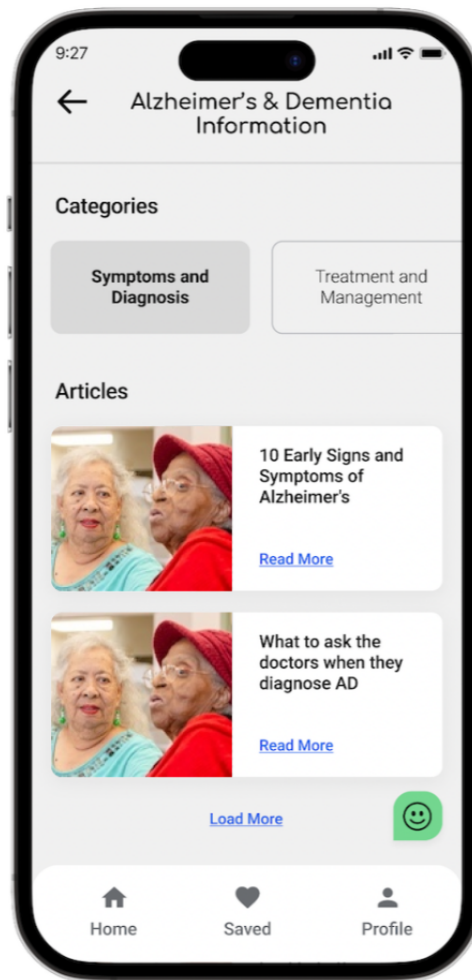 9:27
Alzheimer's & Dementia
Information
Categories
Symptoms and
Diagnosis
Treatment and
Management
Articles
10 Early Signs and
Symptoms of
Alzheimer's
Read More
What to ask the
doctors when they
diagnose AD
Read More
Load More
Home
Saved
Profile